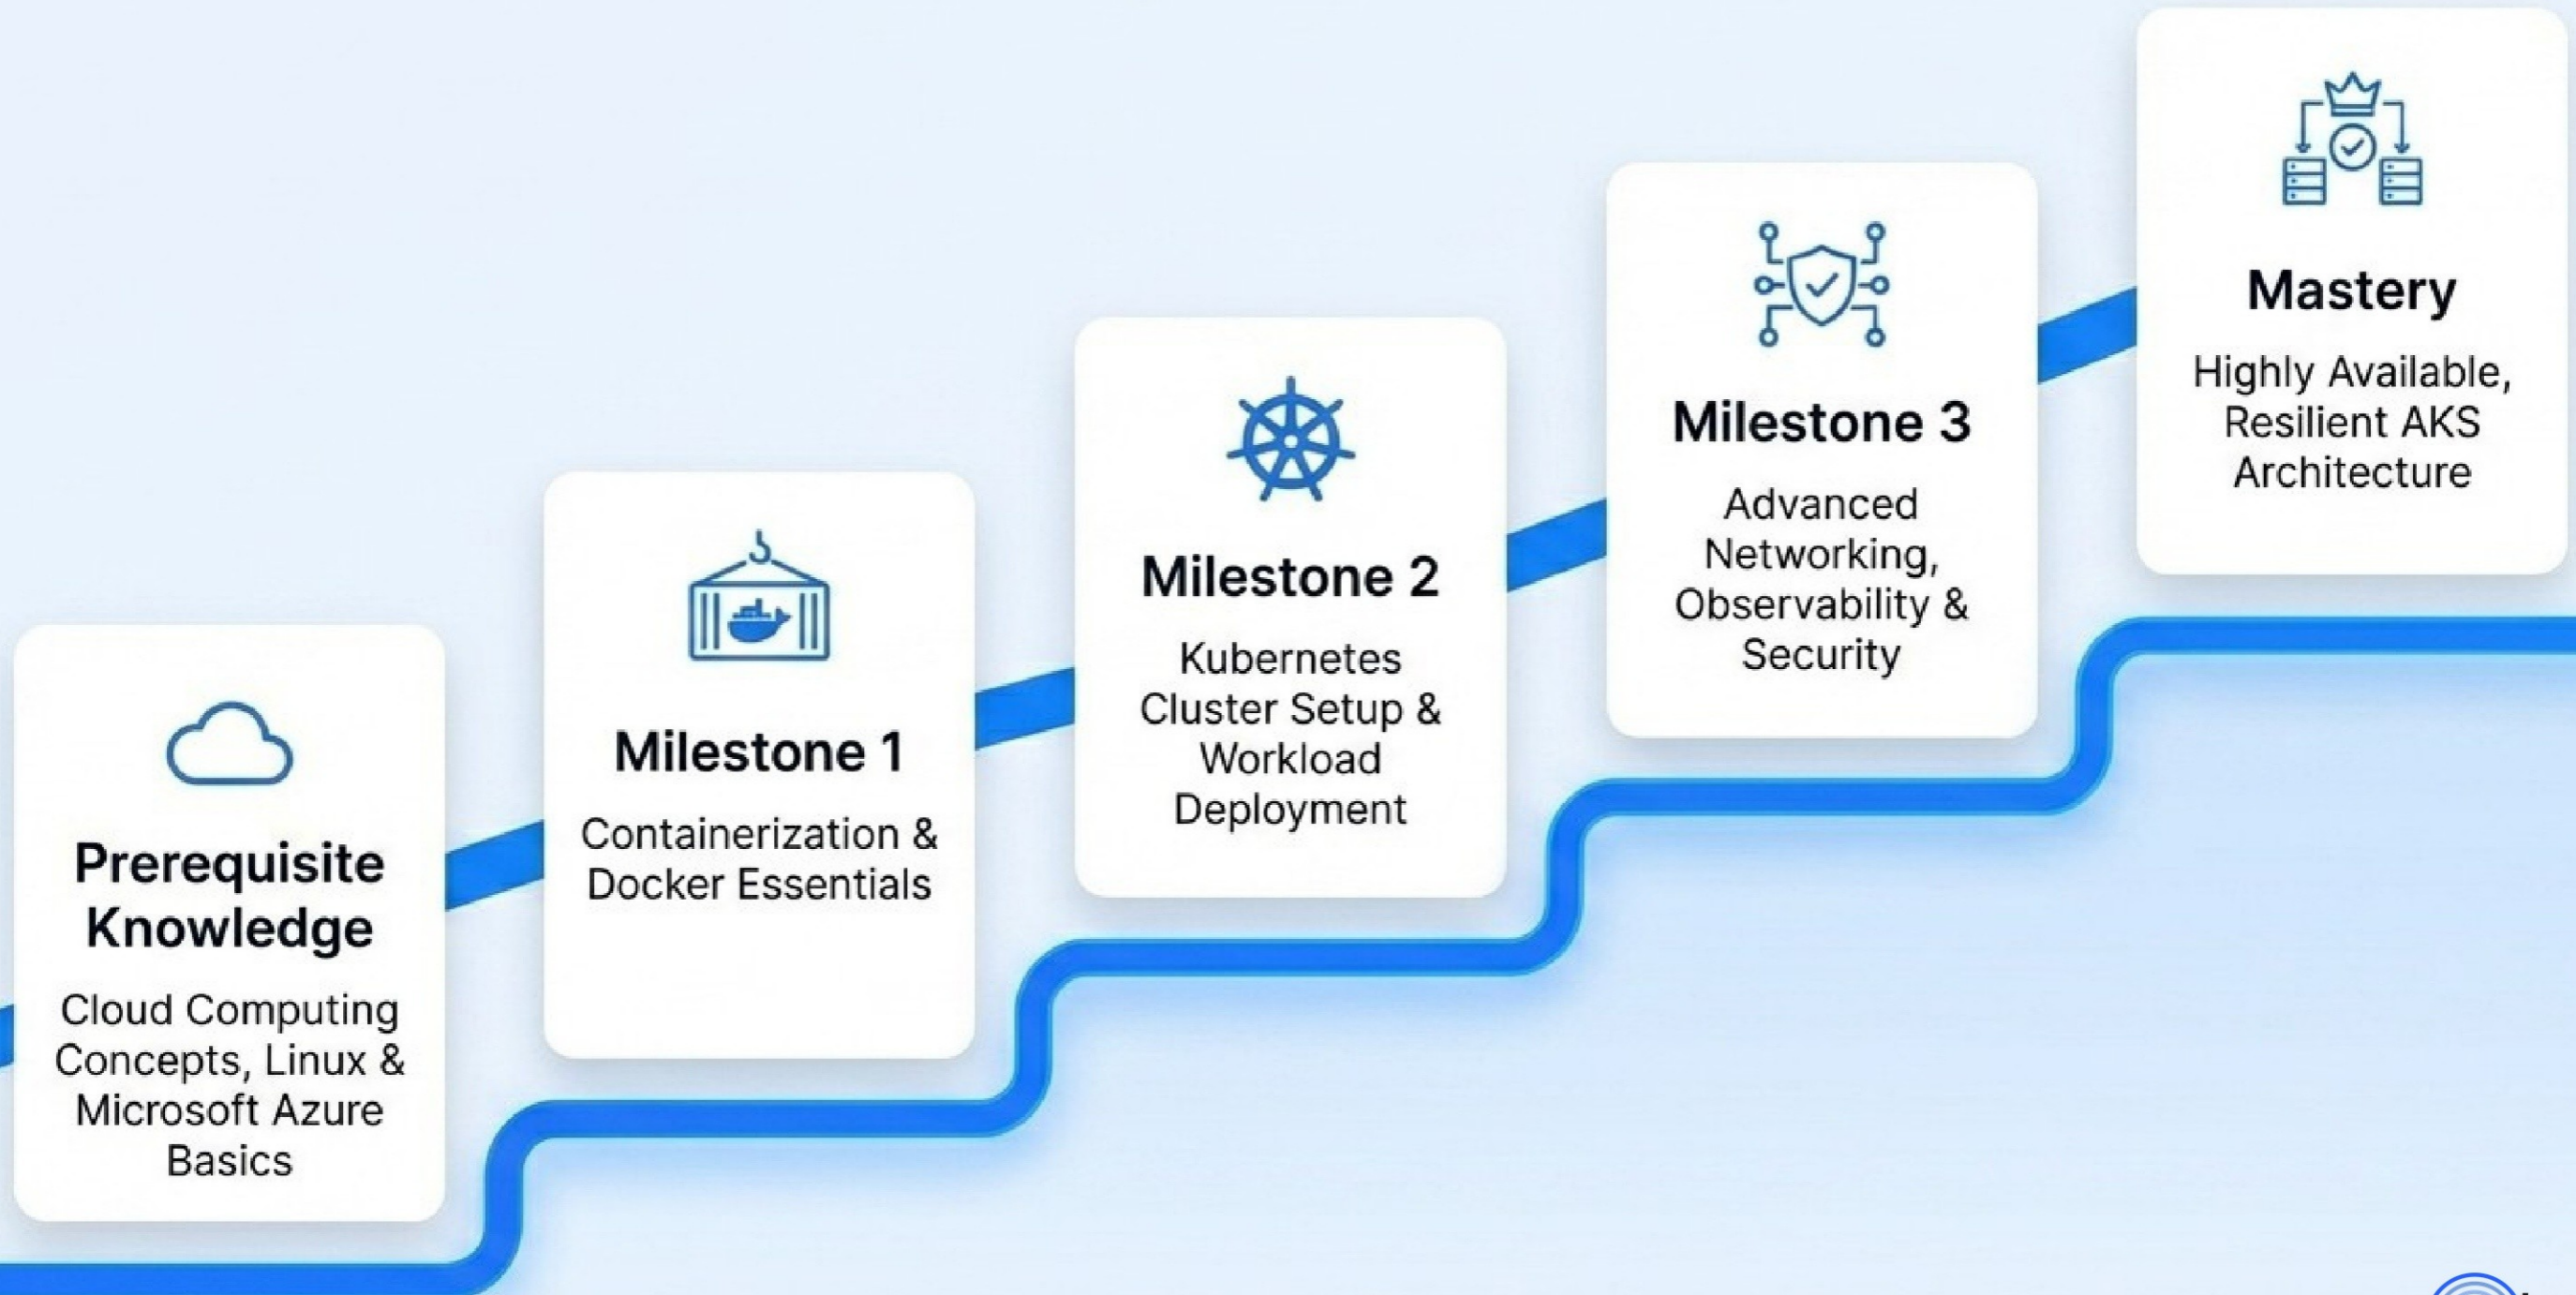 Prerequisite
Knowledge
Cloud Computing
Concepts, Linux &
Microsoft Azure
Basics
Milestone 1
Containerization &
Docker Essentials
Milestone 2
Kubernetes
Cluster Setup &
Workload
Deployment
Milestone 3
Advanced
Networking,
Observability &
Security
Mastery
Highly Available,
Resilient AKS
Architecture